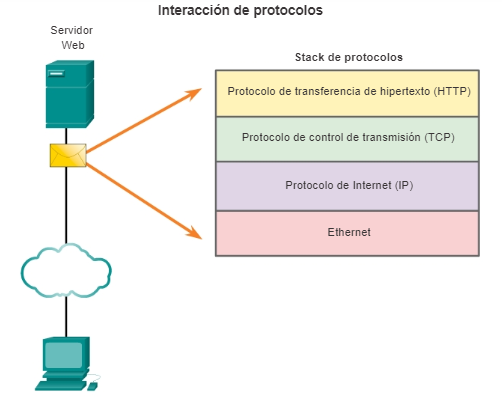 Interacción de protocolos
Servidor
Web
Stack de protocolos
Protocolo de transferencia de hipertexto (HTTP)
Protocolo de control de transmisión (TCP)
Protocolo de Internet (IP)
Ethernet